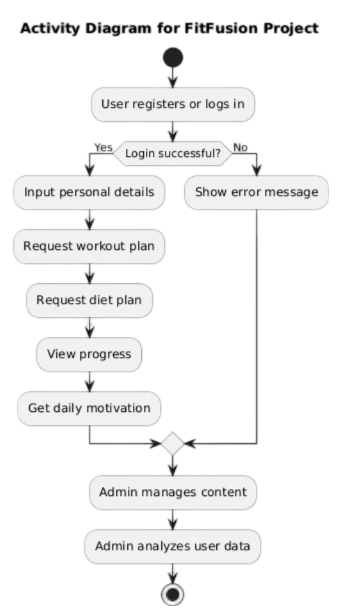 Activity Diagram for FitFusion Project
User registers or logs in
Yes
Login successful?
No
Input personal details
Show error message
Request workout plan
Request diet plan
View progress
Get daily motivation
Admin manages content
Admin analyzes user data